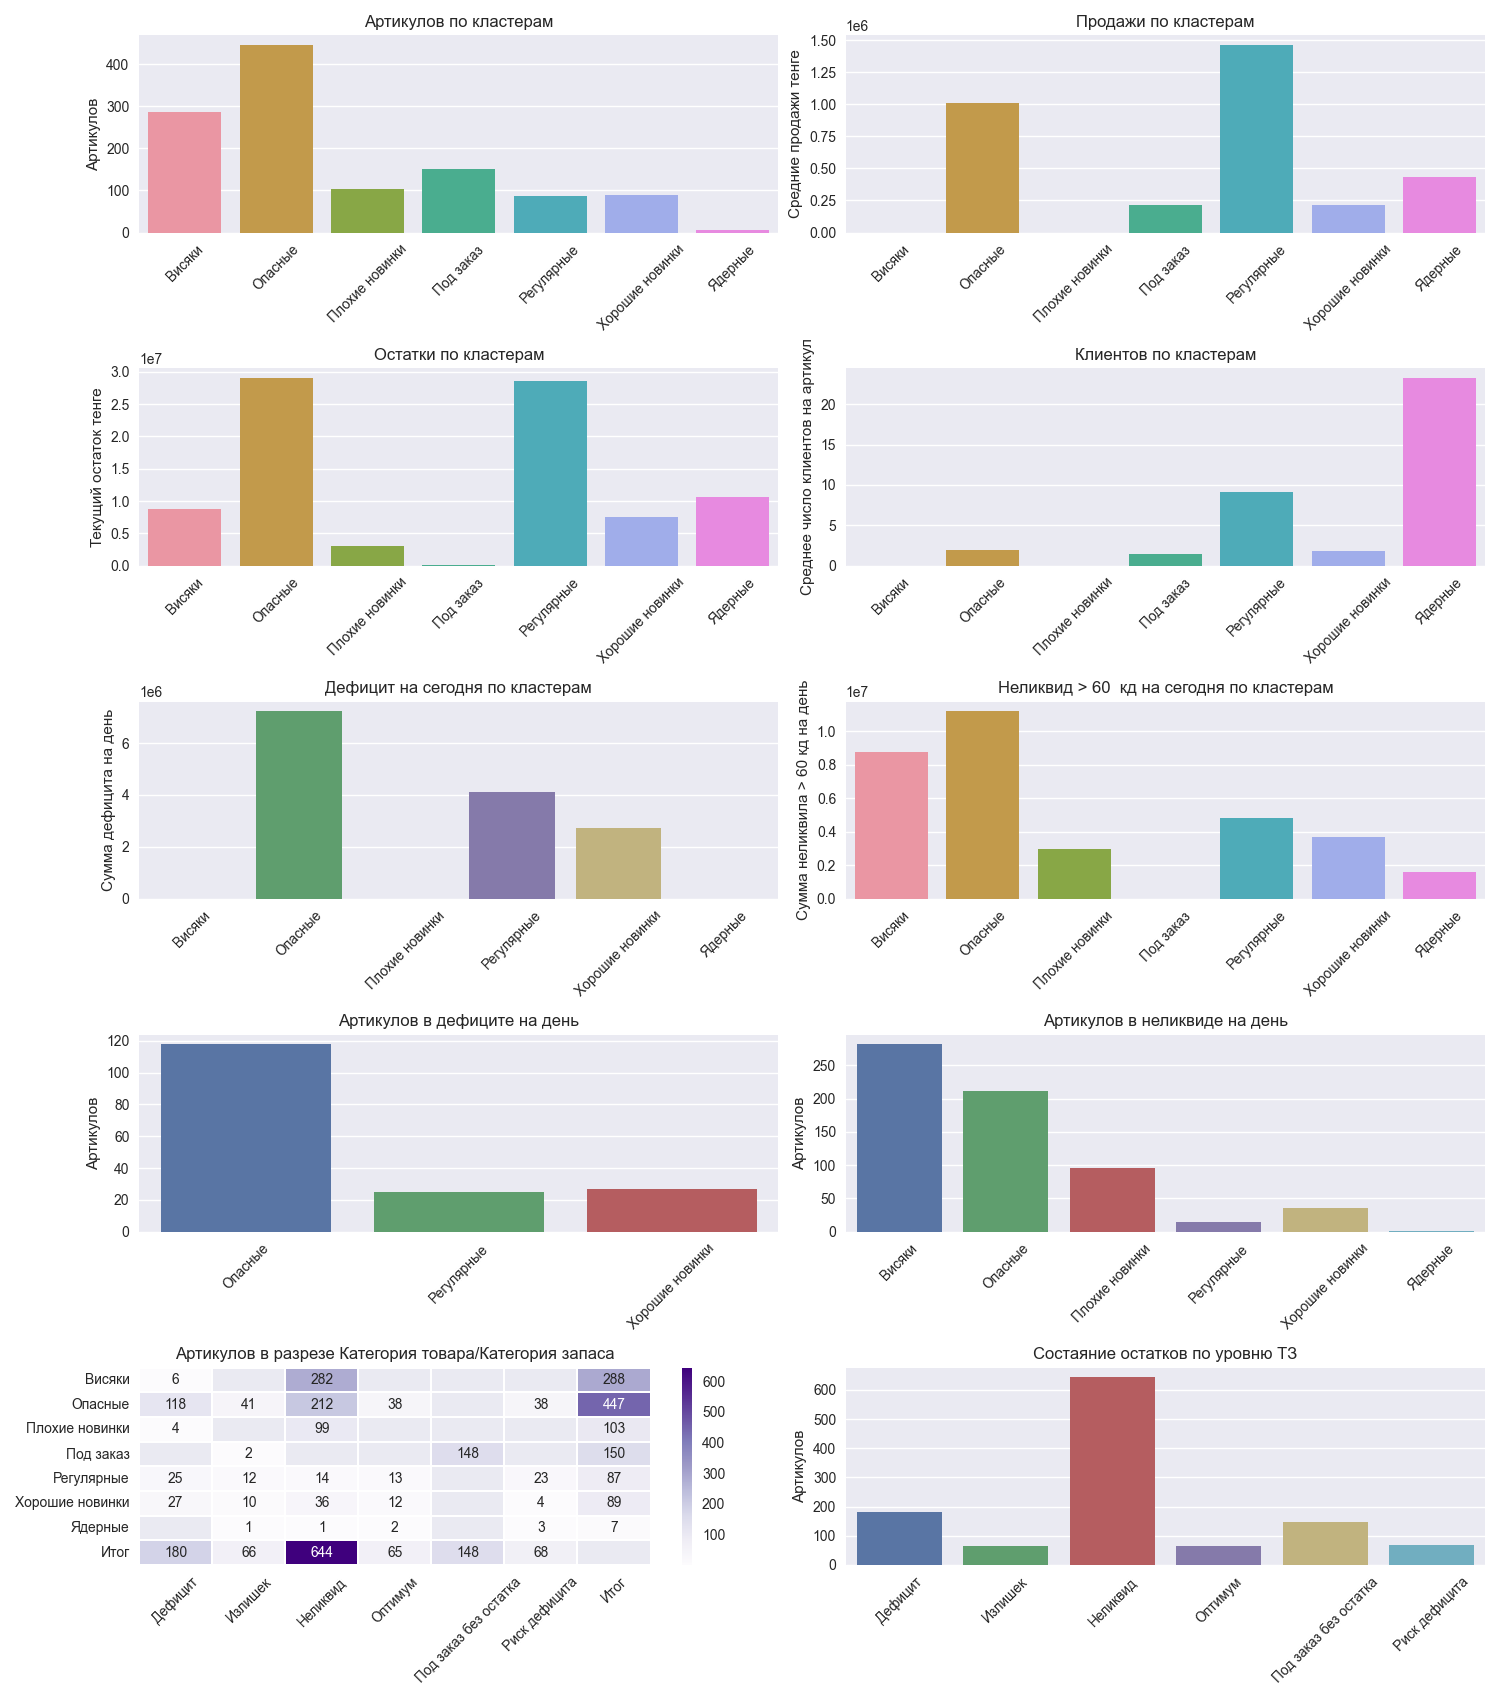 Артикулов по кластерам
Артикулов
400
300
200
100
0
Висяки
Опасные
Плохие новинки
Под заказ
Регулярные
Хорошие новинки
Ядерные
Продажи по кластерам
1e6
Средние продажи тенге
1.50
1.25
1.00
0.75
0.50
0.25
0.00
Висяки
Опасные
Плохие новинки
Под заказ
Регулярные
Хорошие новинки
Ядерные
Остатки по кластерам
1e7
Текущий остаток тенге
3.0
2.5
2.0
1.5
1.0
0.5
0.0
Висяки
Опасные
Плохие новинки
Под заказ
Регулярные
Хорошие новинки
Ядерные
Клиентов по кластерам
Среднее число клиентов на артикул
20
15
10
5
0
Висяки
Опасные
Плохие новинки
Под заказ
Регулярные
Хорошие новинки
Ядерные
Дефицит на сегодня по кластерам
1e6
Сумма дефицита на день
6
4
2
0
Висяки
Опасные
Плохие новинки
Регулярные
Хорошие новинки
Ядерные
Неликвид > 60  кд на сегодня по кластерам
1e7
Сумма неликвила > 60 кд на день
1.0
0.8
0.6
0.4
0.2
0.0
Висяки
Опасные
Плохие новинки
Под заказ
Регулярные
Хорошие новинки
Ядерные
Артикулов в дефиците на день
Артикулов
120
100
80
60
40
20
0
Опасные
Регулярные
Хорошие новинки
Артикулов в неликвиде на день
Артикулов
250
200
150
100
50
0
Висяки
Опасные
Плохие новинки
Регулярные
Хорошие новинки
Ядерные
Артикулов в разрезе Категория товара/Категория запаса
Висяки 6 282 288
Опасные 118 41 212 38 38 447
Плохие новинки 4 99 103
Под заказ 2 148 150
Регулярные 25 12 14 13 23 87
Хорошие новинки 27 10 36 12 4 89
Ядерные 1 1 2 3 7
Итог 180 66 644 65 148 68
Дефицит
Излишек
Неликвид
Оптимум
Под заказ без остатка
Риск дефицита
Итог
600
500
400
300
200
100
Состаяние остатков по уровню ТЗ
Артикулов
600
500
400
300
200
100
0
Дефицит
Излишек
Неликвид
Оптимум
Под заказ без остатка
Риск дефицита